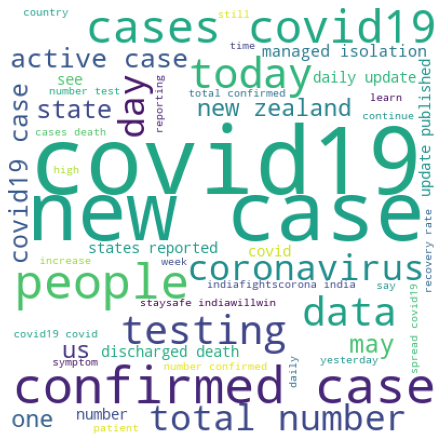 country
still
cases covid19
time
active case
managed isolation
see
today
daily update
number test
day
reporting
total confirmed
learn
state
new zealand
continue
cases death
covid19 case
update published
covid19
high
new case
states reported
covid
recovery rate
increase
week
coronavirus
people
indiafightscorona india
say
staysafe indiawillwin
data
spread covid19
testing
may
covid19 covid
us
discharged death
yesterday
symptom
number confirmed
daily
confirmed case
one
number
total number
patient